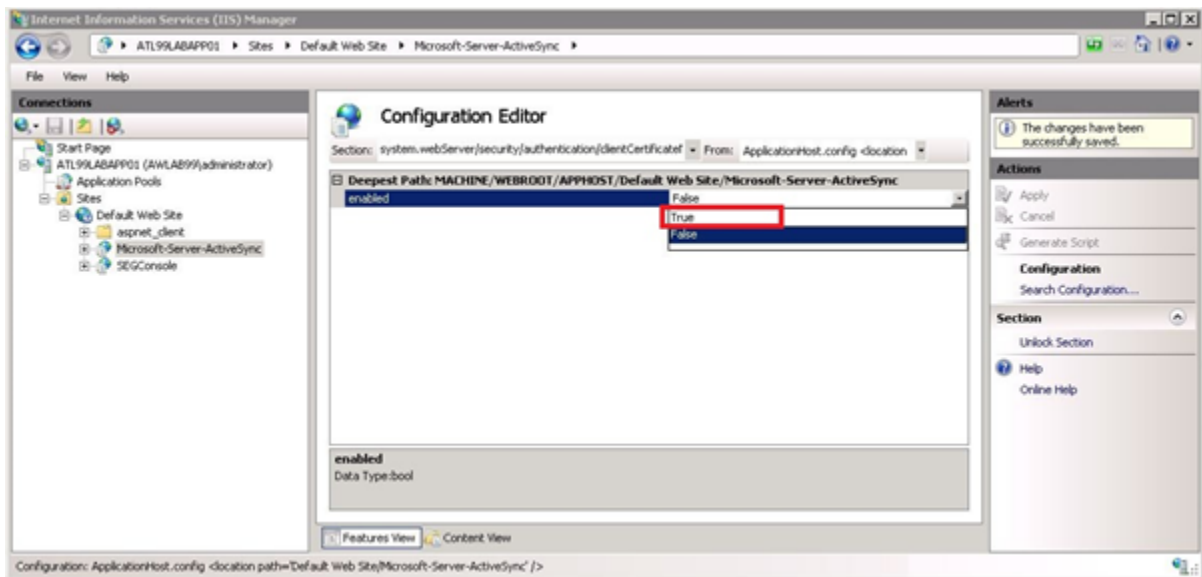 Internet Information Services (IIS) Manager
ATL99LABAPP01 ▸ Sites ▸ Default Web Site ▸ Microsoft-Server-ActiveSync ▸
File View Help
Connections
Start Page
ATL99LABAPP01 (AWLAB99\administrator)
Application Pools
Sites
Default Web Site
aspnet_client
Microsoft-Server-ActiveSync
SEGConsole
Configuration Editor
Section: system.webServer/security/authentication/clientCertificateM From: ApplicationHost.config <location
Deepest Path: MACHINE/WEBROOT/APPHOST/Default Web Site/Microsoft-Server-ActiveSync
enabled False
True
False
enabled
Data Type:bool
Features View Content View
Alerts
The changes have been
successfully saved.
Actions
Apply
Cancel
Generate Script
Configuration
Search Configuration...
Section
Unlock Section
Help
Online Help
Configuration: ApplicationHost.config <location path='Default Web Site/Microsoft-Server-ActiveSync' />